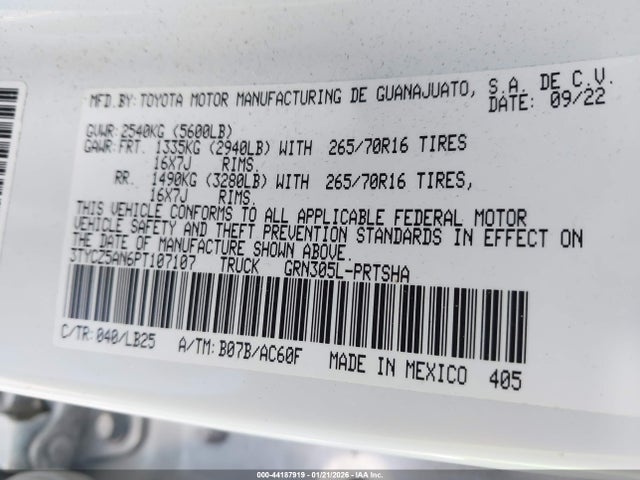 MFD.BY: TOYOTA MOTOR MANUFACTURING DE GUANAJUATO, S.A. DE C.V.
DATE: 09/22
GVWR: 2540KG (5600LB)
GAWR: FRT. 1335KG (2940LB) WITH 265/70R16 TIRES
16X7J RIMS,
RR. 1490KG (3280LB) WITH 265/70R16 TIRES,
16X7J RIMS.
THIS VEHICLE CONFORMS TO ALL APPLICABLE FEDERAL MOTOR
VEHICLE SAFETY AND THEFT PREVENTION STANDARDS IN EFFECT ON
THE DATE OF MANUFACTURE SHOWN ABOVE.
3TYCZ5AN6PT107107 TRUCK GRN305L-PRTSHA
C/TR: 040/LB25 A/TM: B07B/AC60F MADE IN MEXICO 405
000-44187919 - 01/21/2026 - IAAI.CA